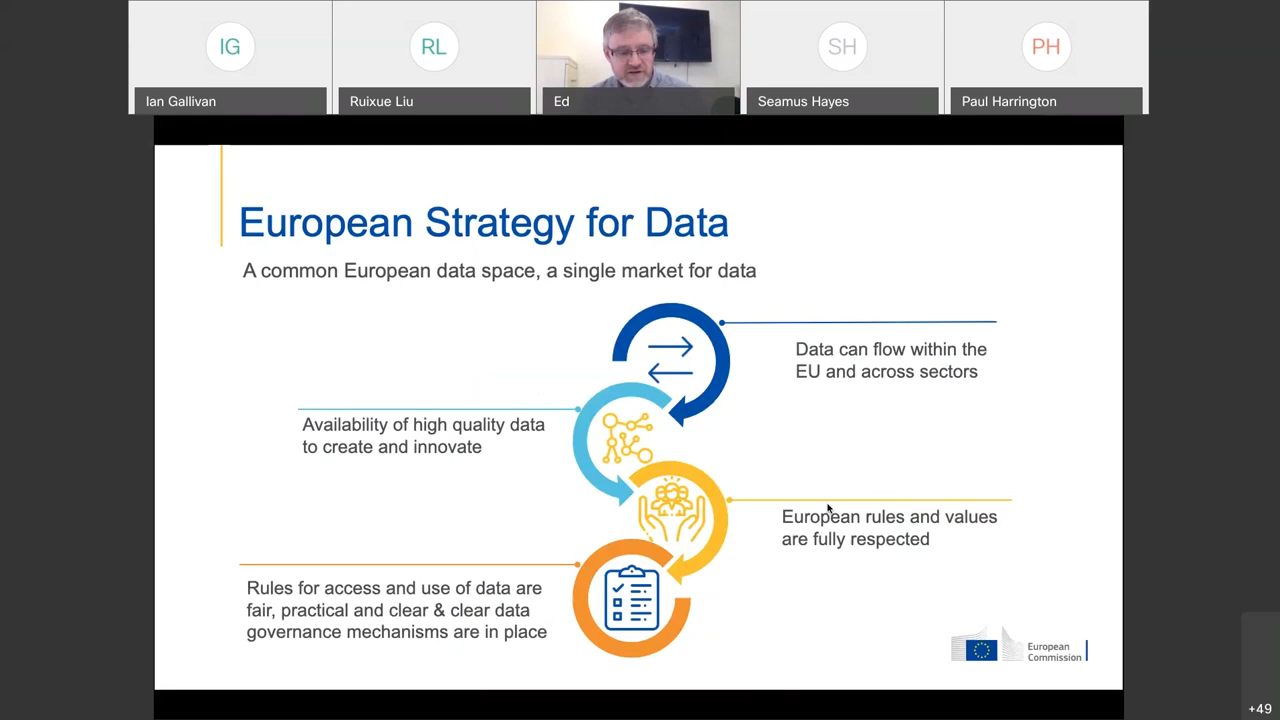 IG
RL
SH
PH
Ian Gallivan
Ruixue Liu
Ed
Seamus Hayes
Paul Harrington
European Strategy for Data
A common European data space, a single market for data
Data can flow within the
EU and across sectors
Availability of high quality data
to create and innovate
European rules and values
are fully respected
Rules for access and use of data are
fair, practical and clear & clear data
governance mechanisms are in place
European
Commission
+49